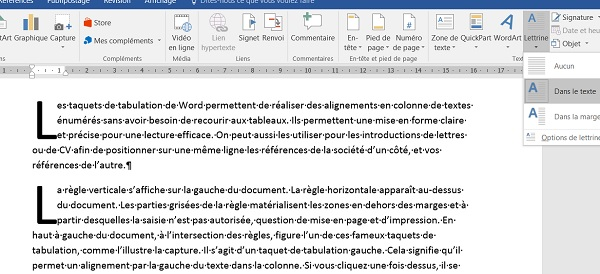 Références Publipostage Révision Affichage Dites-nous ce que vous voulez faire
Store
Mes compléments
Compléments
Graphique Capture
Vidéo en ligne
Média
Lien hypertexte
Signet Renvoi
Liens
Commentaire
Commentaires
En-tête Pied de page Numéro de page
En-tête et pied de page
Zone de texte QuickPart WordArt Lettrine
Signature
Date et heu
Objet
Aucun
Dans le texte
Dans la marge
Options de lettrine
Les·taquets·de·tabulation·de·Word·permettent·de·réaliser·des·alignements·en·colonne·de·textes·
énumérés·sans·avoir·besoin·de·recourir·aux·tableaux.·Ils·permettent·une·mise·en·forme·claire·
et·précise·pour·une·lecture·efficace.·On·peut·aussi·les·utiliser·pour·les·introductions·de·lettres·
ou·de·CV·afin·de·positionner·sur·une·même·ligne·les·références·de·la·société·d'un·côté,·et·vos·
références·de·l'autre.¶
La·règle·verticale·s'affiche·sur·la·gauche·du·document.·La·règle·horizontale·apparaît·au-dessus·
du·document.·Les·parties·grisées·de·la·règle·matérialisent·les·zones·en·dehors·des·marges·et·à·
partir·desquelles·la·saisie·n'est·pas·autorisée,·question·de·mise·en·page·et·d'impression.·En·
haut·à·gauche·du·document,·à·l'intersection·des·règles,·figure·l'un·de·ces·fameux·taquets·de·
tabulation,·comme·l'illustre·la·capture.·Il·s'agit·d'un·taquet·de·tabulation·gauche.·Cela·signifie·qu'il·
permet·un·alignement·par·la·gauche·du·texte·dans·la·colonne.·Si·vous·cliquez·une·fois·dessus,·il·se·